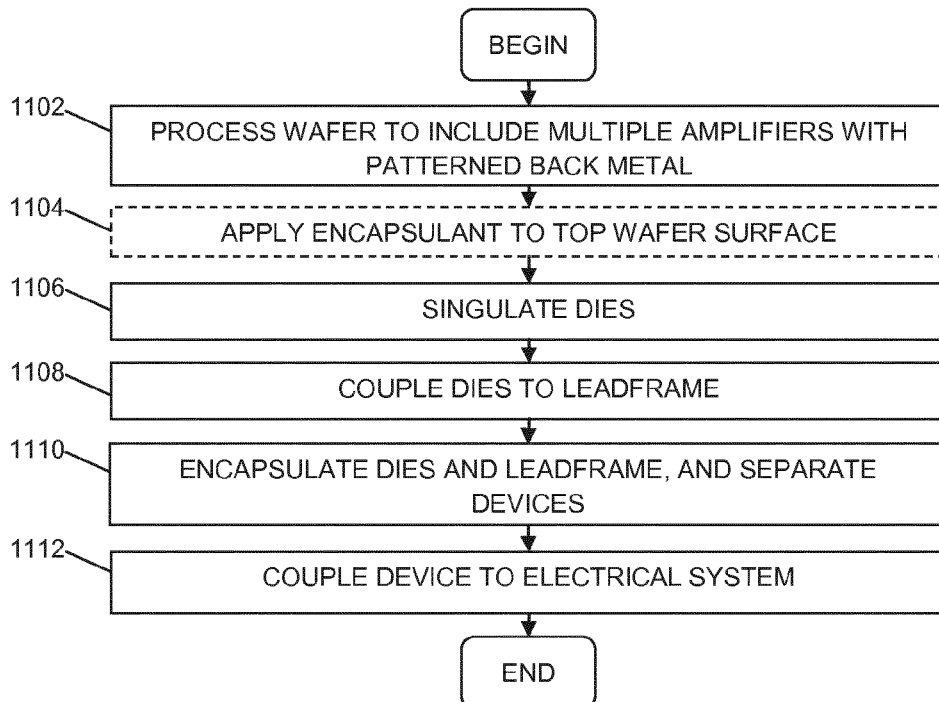 BEGIN
1102
PROCESS WAFER TO INCLUDE MULTIPLE AMPLIFIERS WITH
PATTERNED BACK METAL
1104
APPLY ENCAPSULANT TO TOP WAFER SURFACE
1106
SINGULATE DIES
1108
COUPLE DIES TO LEADFRAME
1110
ENCAPSULATE DIES AND LEADFRAME, AND SEPARATE
DEVICES
1112
COUPLE DEVICE TO ELECTRICAL SYSTEM
END